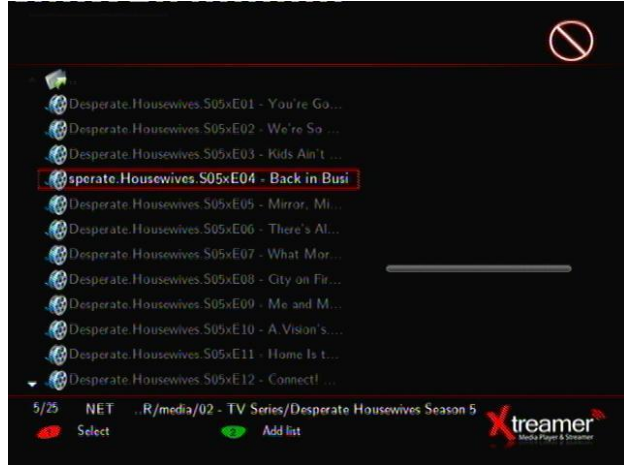 ..
Desperate.Housewives.S05xE01 - You're Go...
Desperate.Housewives.S05xE02 - We're So ...
Desperate.Housewives.S05xE03 - Kids Ain't ...
sperate.Housewives.S05xE04 - Back in Busi
Desperate.Housewives.S05xE05 - Mirror, Mi...
Desperate.Housewives.S05xE06 - There's Al...
Desperate.Housewives.S05xE07 - What Mor...
Desperate.Housewives.S05xE08 - City on Fir...
Desperate.Housewives.S05xE09 - Me and M...
Desperate.Housewives.S05xE10 - A.Vision's....
Desperate.Housewives.S05xE11 - Home Is t...
Desperate.Housewives.S05xE12 - Connect! ...
5/25 NET ..R/media/02 - TV Series/Desperate Housewives Season 5
1 Select 2 Add list
Xtreamer
Media Player & Streamer